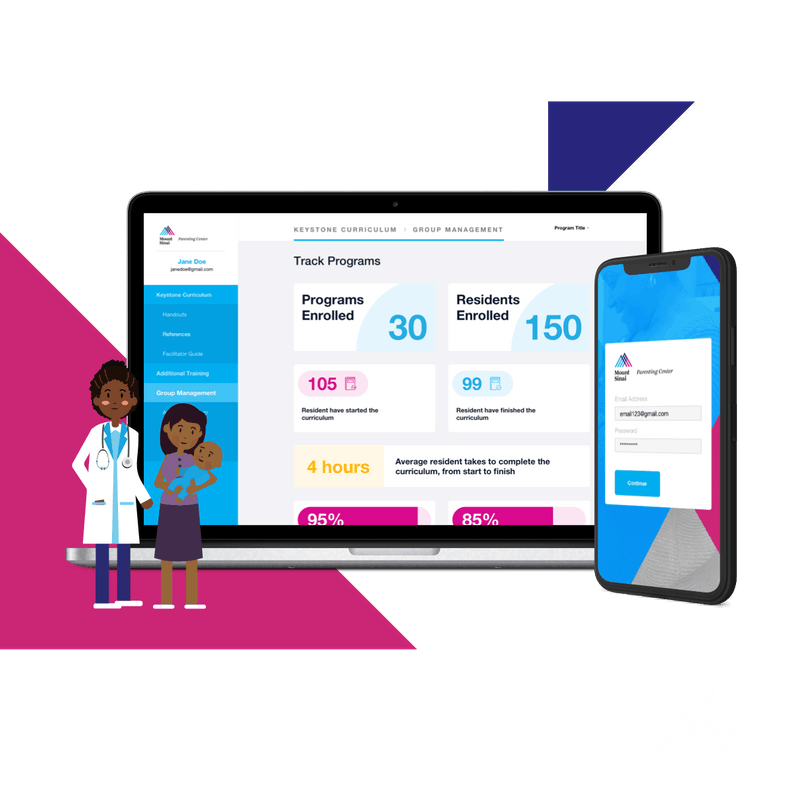 KEYSTONE CURRICULUM > GROUP MANAGEMENT
Program Title
Mount
Sinai
Parenting Center
Jane Doe
janedoe@gmail.com
Keystone Curriculum
Handouts
References
Facilitator Guide
Additional Training
Group Management
Track Programs
Programs
Enrolled
30
Residents
Enrolled
150
105
Resident have started the
curriculum
99
Resident have finished the
curriculum
4 hours
Average resident takes to complete the
curriculum, from start to finish
95%
85%
Mount
Sinai
Parenting Center
Email Address
email123@gmail.com
Password
Continue